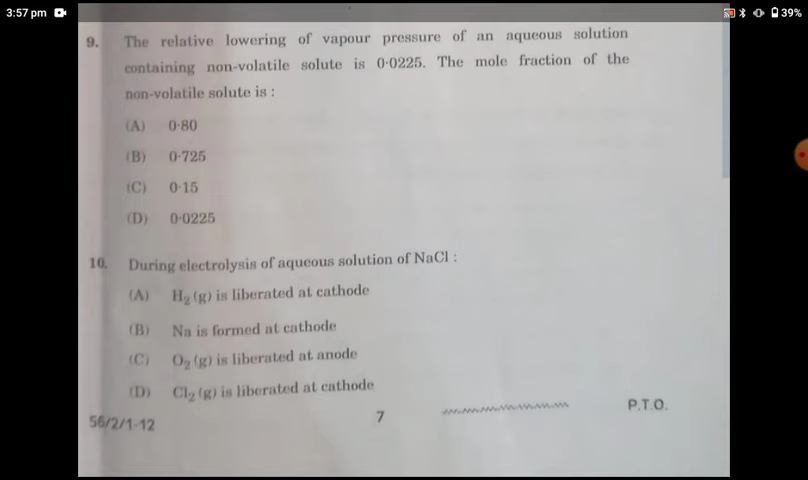 3:57 pm
39%
9. The relative lowering of vapour pressure of an aqueous solution
containing non-volatile solute is 0·0225. The mole fraction of the
non-volatile solute is :
(A) 0·80
(B) 0·725
(C) 0·15
(D) 0·0225
10. During electrolysis of aqueous solution of NaCl :
(A) H₂ (g) is liberated at cathode
(B) Na is formed at cathode
(C) O₂ (g) is liberated at anode
(D) Cl₂ (g) is liberated at cathode
56/2/1-12
7
P.T.O.